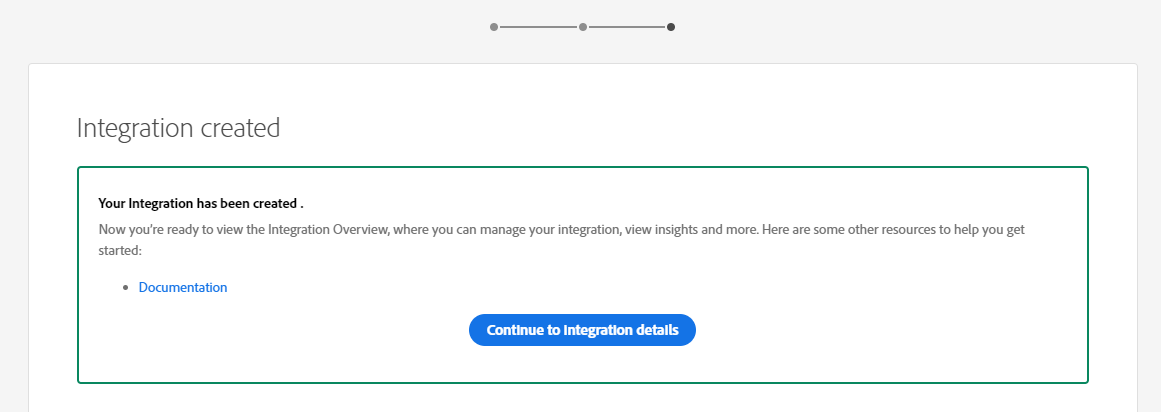 Integration created
Your Integration has been created .
Now you're ready to view the Integration Overview, where you can manage your integration, view insights and more. Here are some other resources to help you get
started:
Documentation
Continue to integration details